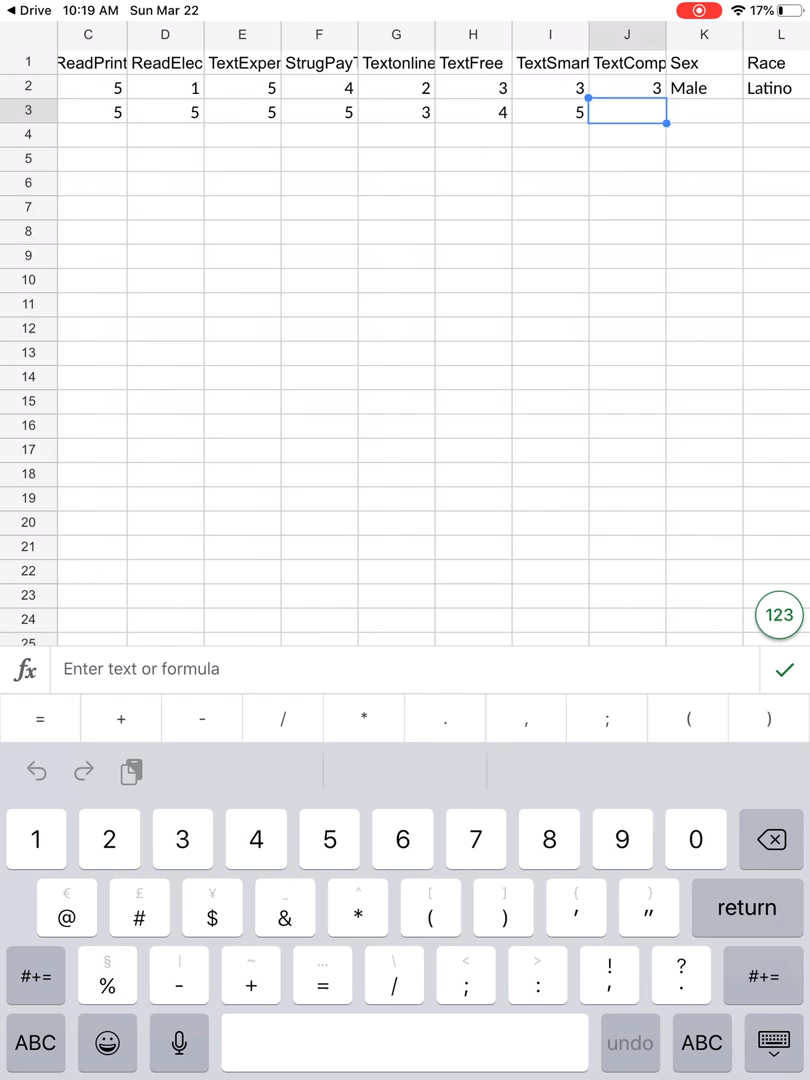 Drive 10:19 AM Sun Mar 22 17%
C D E F G H I J K L
1 ReadPrint ReadElec TextExper StrugPayT Textonline TextFree TextSmart TextComp Sex Race
2 5 1 5 4 2 3 3 3 Male Latino
3 5 5 5 5 3 4 5
4
5
6
7
8
9
10
11
12
13
14
15
16
17
18
19
20
21
22
23
24 123
25
fx Enter text or formula
= + - / * . , ; ( )
1 2 3 4 5 6 7 8 9 0
€ £ ¥ _ ^ [ ] { }
@ # $ & * ( ) ' " return
§ | ~ ... \ < > ! ?
#+= % - + = / ; : , . #+=
ABC undo ABC